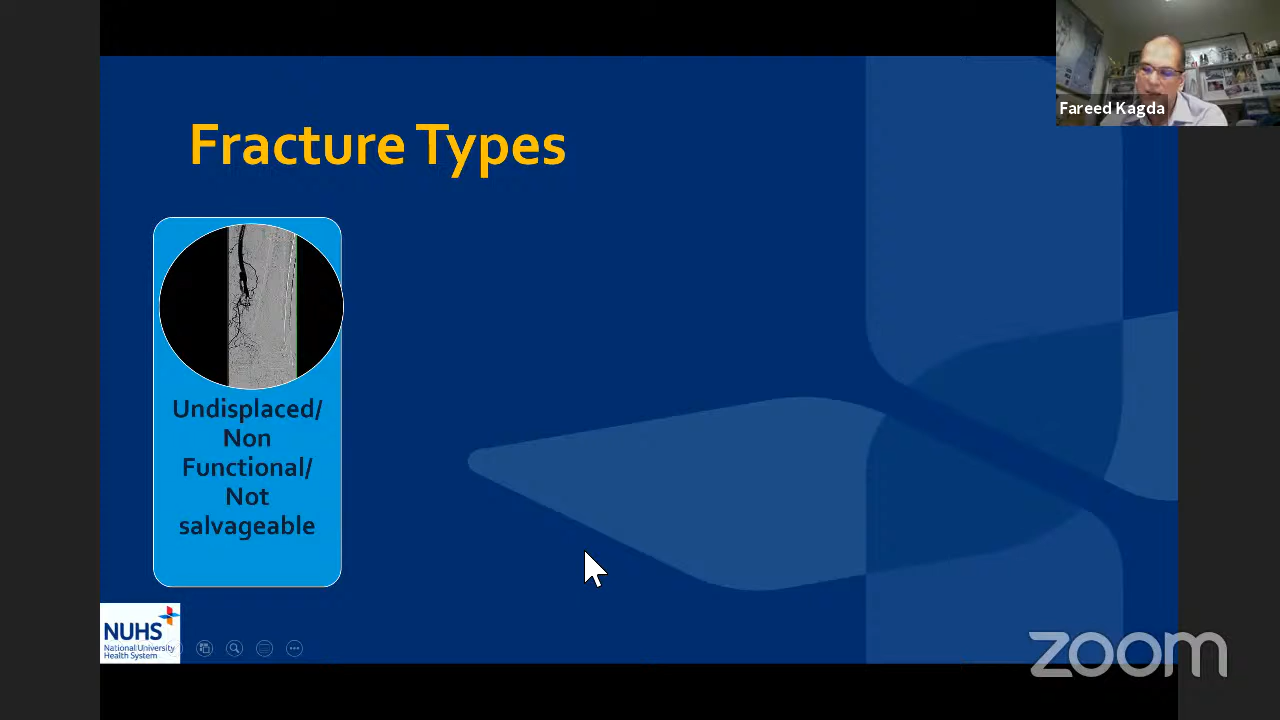 Fareed Kagda
Fracture Types
Undisplaced/
Non
Functional/
Not
salvageable
NUHS
National University
Health System
zoom